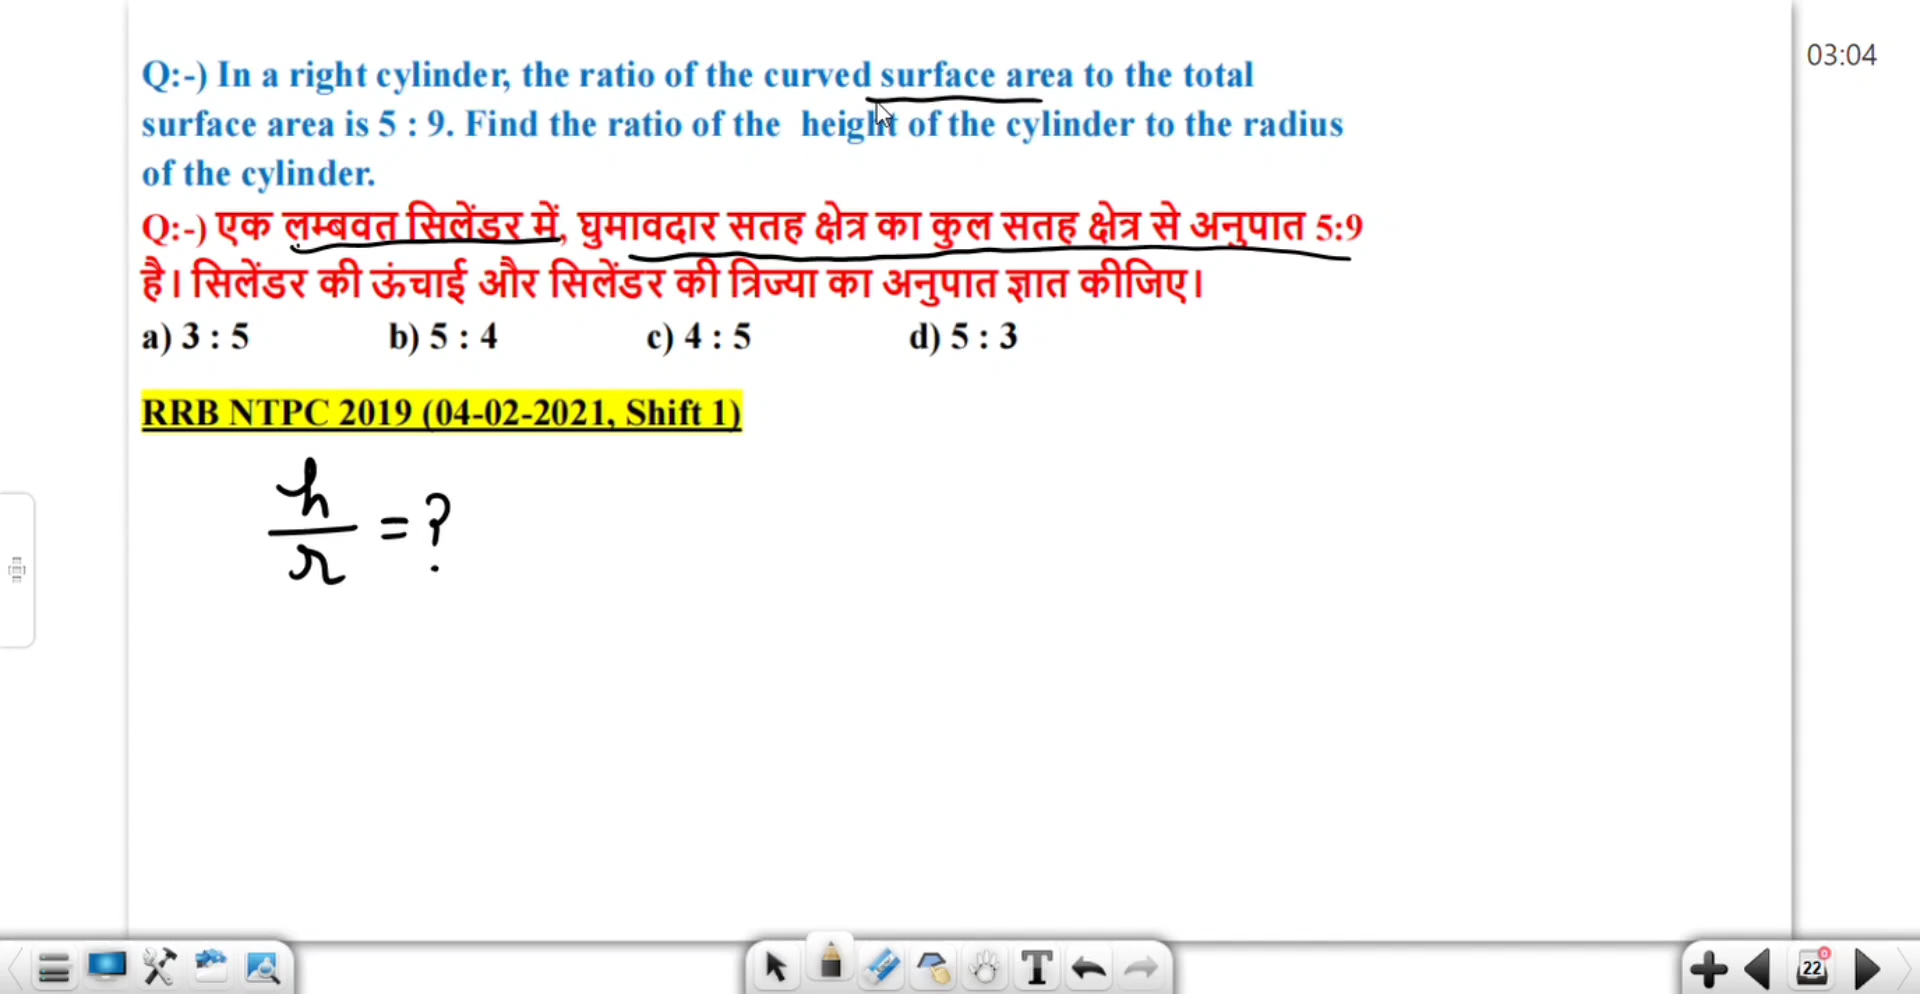 03:04
Q:-) In a right cylinder, the ratio of the curved surface area to the total
surface area is 5 : 9. Find the ratio of the height of the cylinder to the radius
of the cylinder.
Q:-) एक लम्बवत सिलेंडर में, घुमावदार सतह क्षेत्र का कुल सतह क्षेत्र से अनुपात 5:9
है। सिलेंडर की ऊंचाई और सिलेंडर की त्रिज्या का अनुपात ज्ञात कीजिए।
a) 3 : 5 b) 5 : 4 c) 4 : 5 d) 5 : 3
RRB NTPC 2019 (04-02-2021, Shift 1)
h/r = ?
T
22
0